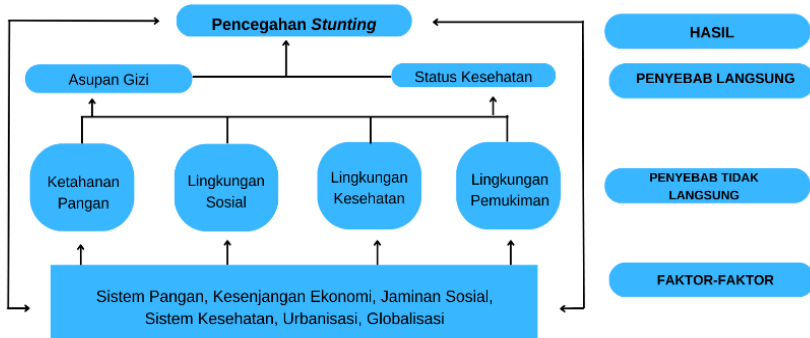 Pencegahan Stunting
HASIL
Asupan Gizi
Status Kesehatan
PENYEBAB LANGSUNG
Ketahanan
Pangan
Lingkungan
Sosial
Lingkungan
Kesehatan
Lingkungan
Pemukiman
PENYEBAB TIDAK
LANGSUNG
Sistem Pangan, Kesenjangan Ekonomi, Jaminan Sosial,
Sistem Kesehatan, Urbanisasi, Globalisasi
FAKTOR-FAKTOR